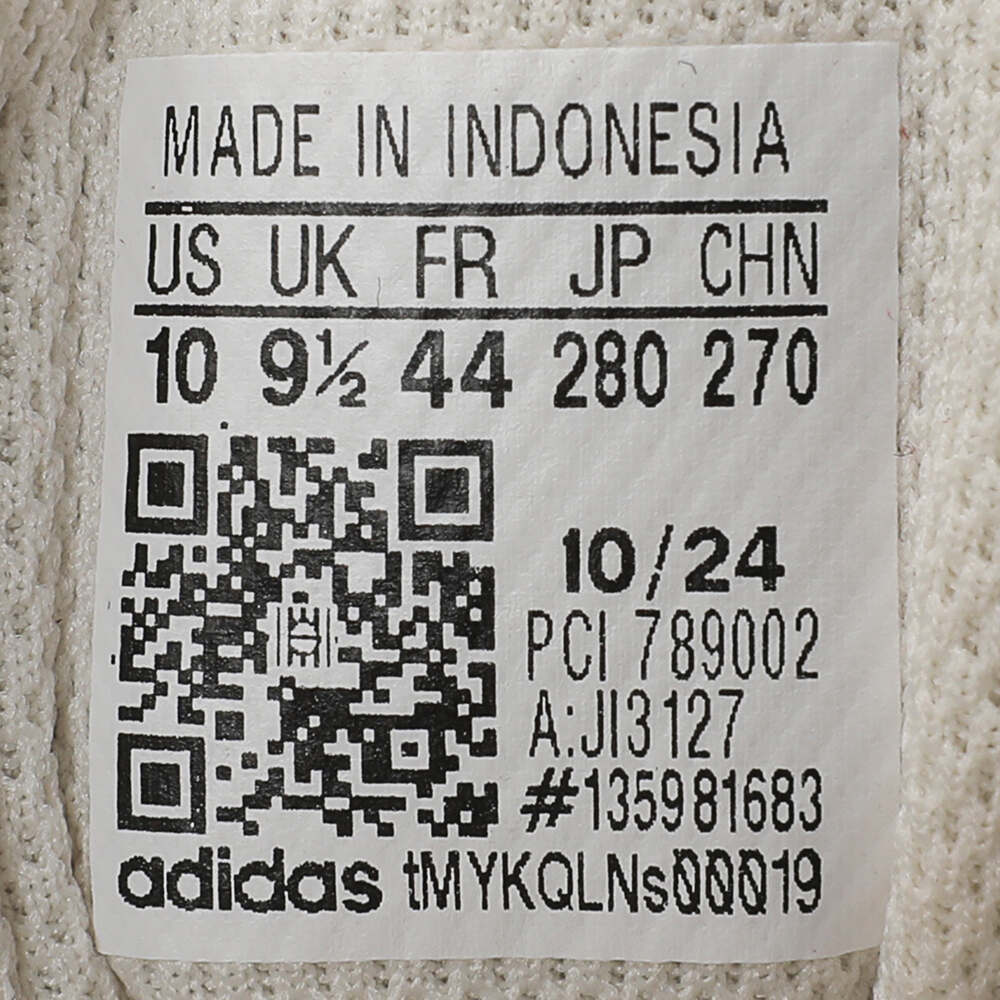 MADE IN INDONESIA
US UK FR JP CHN
10 9½ 44 280 270
10/24
PCI 789002
A:JI3127
#135981683
adidas tMYKQLNs00019